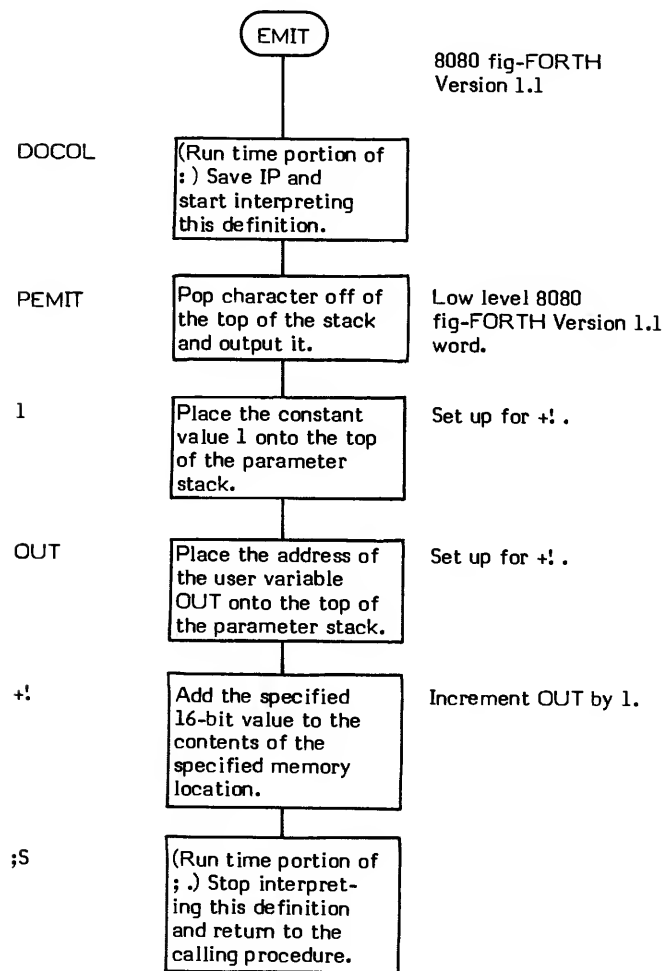 EMIT
8080 fig-FORTH
Version 1.1
DOCOL
(Run time portion of
: ) Save IP and
start interpreting
this definition.
PEMIT
Pop character off of
the top of the stack
and output it.
Low level 8080
fig-FORTH Version 1.1
word.
1
Place the constant
value 1 onto the top
of the parameter
stack.
Set up for +! .
OUT
Place the address of
the user variable
OUT onto the top of
the parameter stack.
Set up for +! .
+!
Add the specified
16-bit value to the
contents of the
specified memory
location.
Increment OUT by 1.
;S
(Run time portion of
; .) Stop interpret-
ing this definition
and return to the
calling procedure.